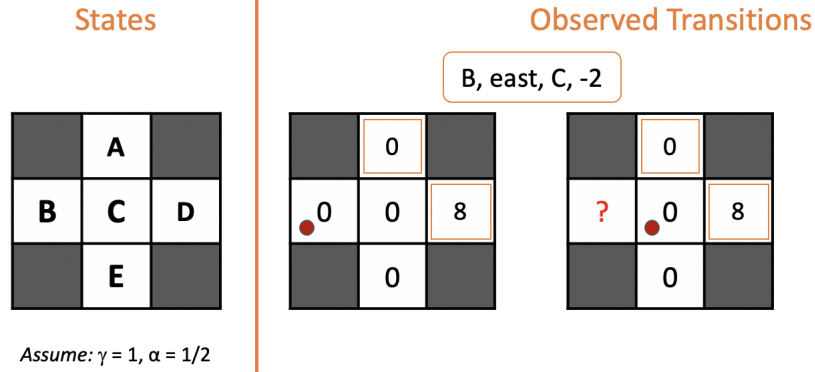 States
Observed Transitions
B, east, C, -2
A
B C D
E
0
0 0 8
0
0
? 0 8
0
Assume: γ = 1, α = 1/2